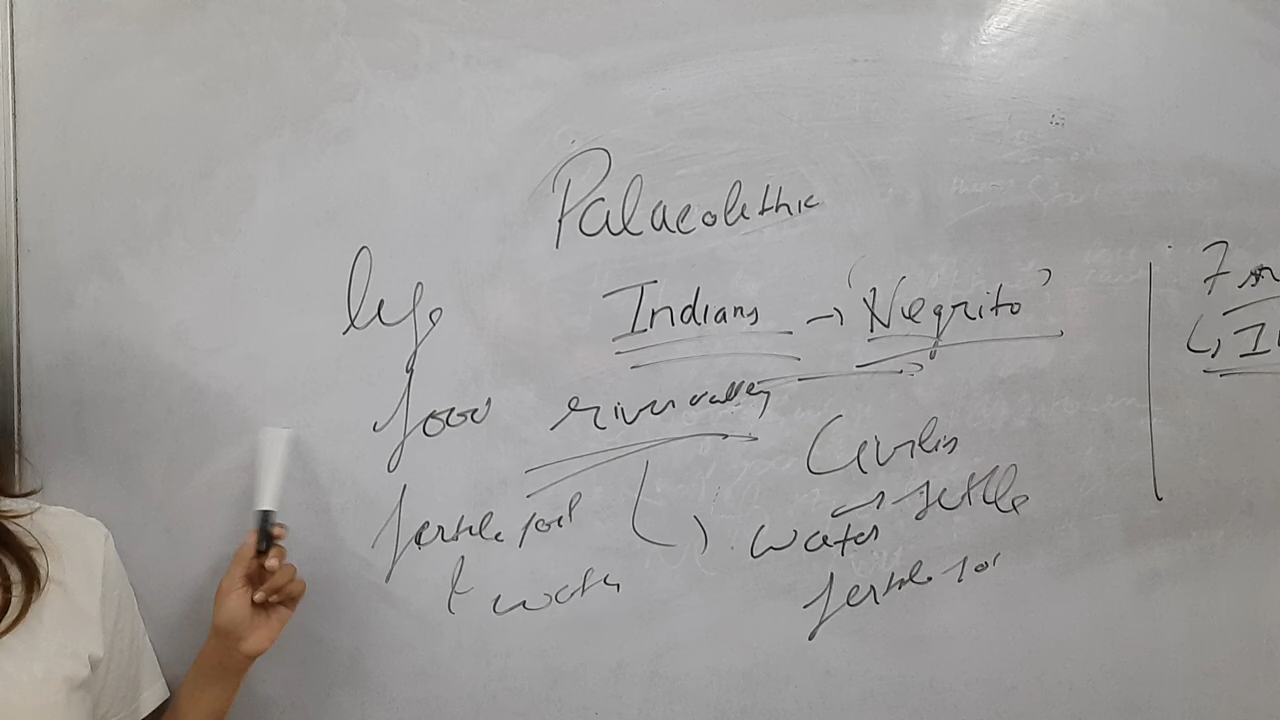 Palaeolithic
life
Indians → 'Negrito'
food river valley
Civilis
→ settle
fertile soil
water
& water
fertile soi